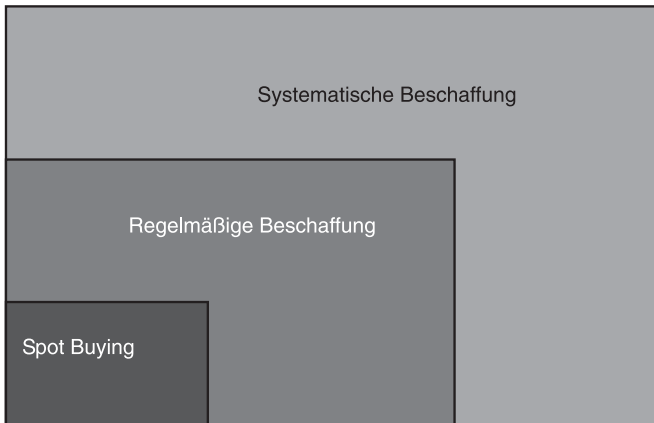 Systematische Beschaffung
Regelmäßige Beschaffung
Spot Buying